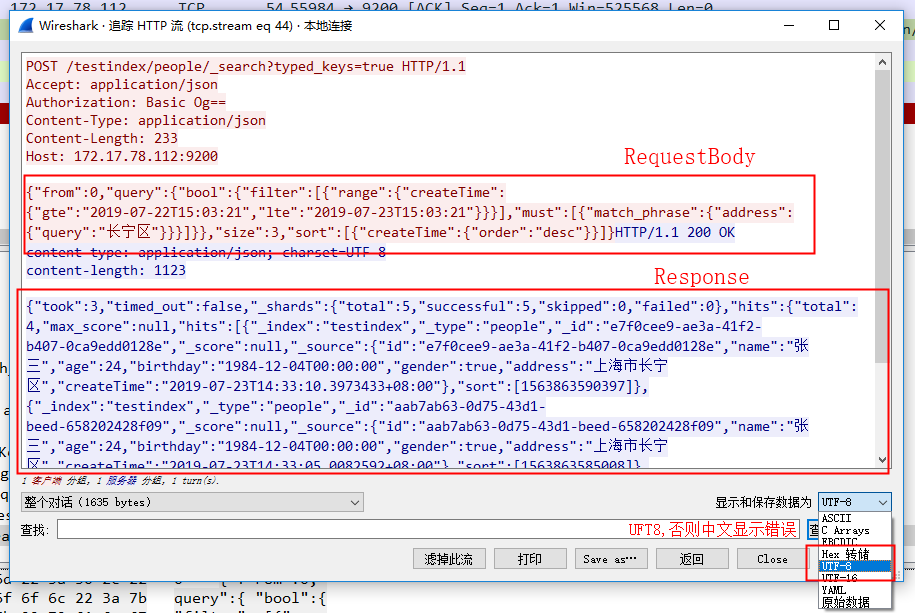 172.17.78.112 TCP 54 55984 → 9200 [ACK] Seq=1 Ack=1 Win=525568 Len=0
Wireshark · 追踪 HTTP 流 (tcp.stream eq 44) · 本地连接
POST /testindex/people/_search?typed_keys=true HTTP/1.1
Accept: application/json
Authorization: Basic Og==
Content-Type: application/json
Content-Length: 233
Host: 172.17.78.112:9200
RequestBody
{"from":0,"query":{"bool":{"filter":[{"range":{"createTime":
{"gte":"2019-07-22T15:03:21","lte":"2019-07-23T15:03:21"}}}],"must":[{"match_phrase":{"address":
{"query":"长宁区"}}}]}},"size":3,"sort":[{"createTime":{"order":"desc"}}]}HTTP/1.1 200 OK
content-type: application/json; charset=UTF-8
content-length: 1123
Response
{"took":3,"timed_out":false,"_shards":{"total":5,"successful":5,"skipped":0,"failed":0},"hits":{"total":
4,"max_score":null,"hits":[{"_index":"testindex","_type":"people","_id":"e7f0cee9-ae3a-41f2-
b407-0ca9edd0128e","_score":null,"_source":{"id":"e7f0cee9-ae3a-41f2-b407-0ca9edd0128e","name":"张
三","age":24,"birthday":"1984-12-04T00:00:00","gender":true,"address":"上海市长宁
区","createTime":"2019-07-23T14:33:10.3973433+08:00"},"sort":[1563863590397]},
{"_index":"testindex","_type":"people","_id":"aab7ab63-0d75-43d1-
beed-658202428f09","_score":null,"_source":{"id":"aab7ab63-0d75-43d1-beed-658202428f09","name":"张
三","age":24,"birthday":"1984-12-04T00:00:00","gender":true,"address":"上海市长宁
区","createTime":"2019-07-23T14:33:05.0082592+08:00"},"sort":[1563863585008]},
1 客户端 分组, 1 服务器 分组, 1 turn(s).
整个对话 (1635 bytes)
显示和保存数据为 UTF-8
查找:
UFT8,否则中文显示错误
ASCII
C Arrays
EBCDIC
Hex 转储
UTF-8
UTF-16
YAML
原始数据
滤掉此流
打印
Save as…
返回
Close
6f 6c 22 3a 7b query":{ "bool":{